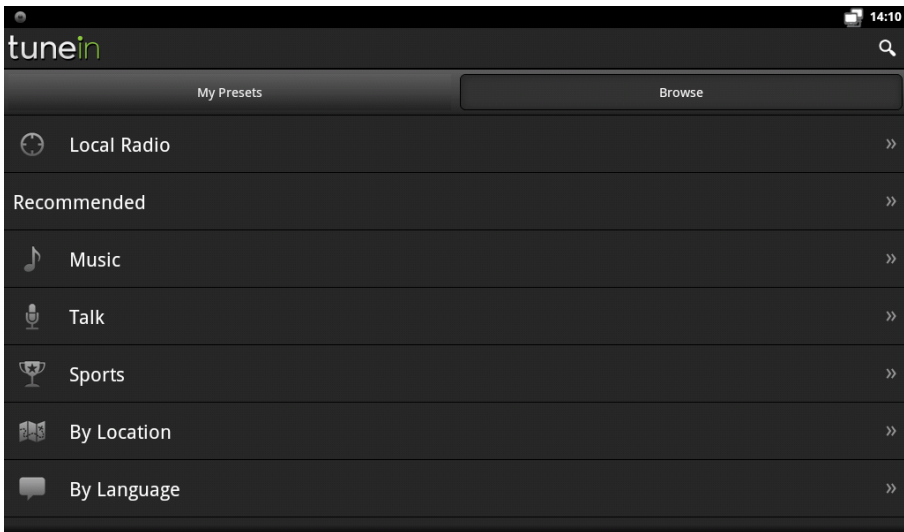 14:10
tunein
My Presets
Browse
Local Radio
Recommended
Music
Talk
Sports
By Location
By Language